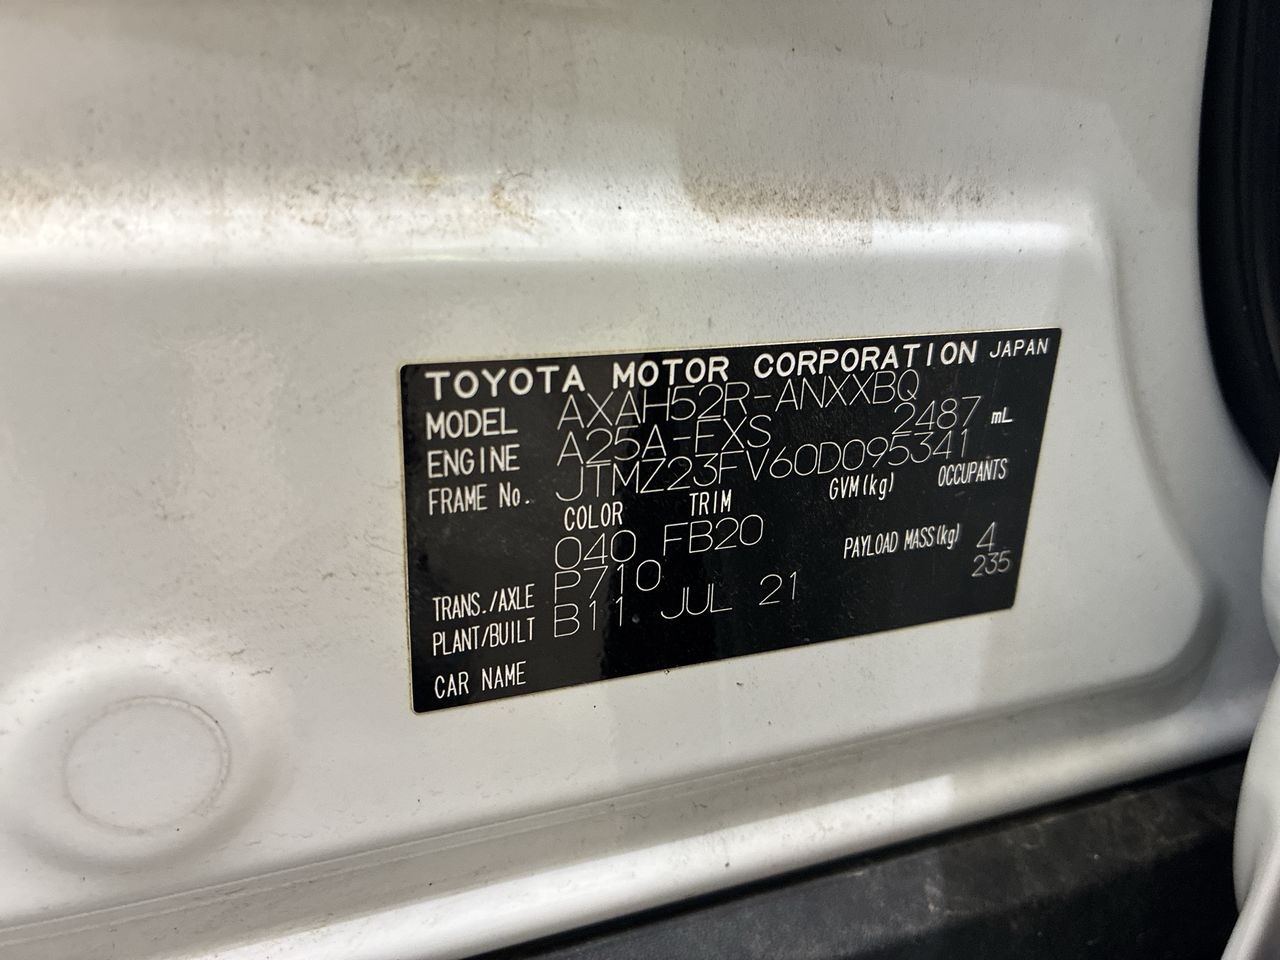 TOYOTA MOTOR CORPORATION JAPAN
MODEL AXAH52R-ANXXBQ
ENGINE A25A-FXS 2487 mL
FRAME No. JTMZ23FV60D095341
COLOR TRIM GVM(kg) OCCUPANTS
040 FB20 4
PAYLOAD MASS(kg) 235
TRANS./AXLE P710
PLANT/BUILT B11 JUL 21
CAR NAME